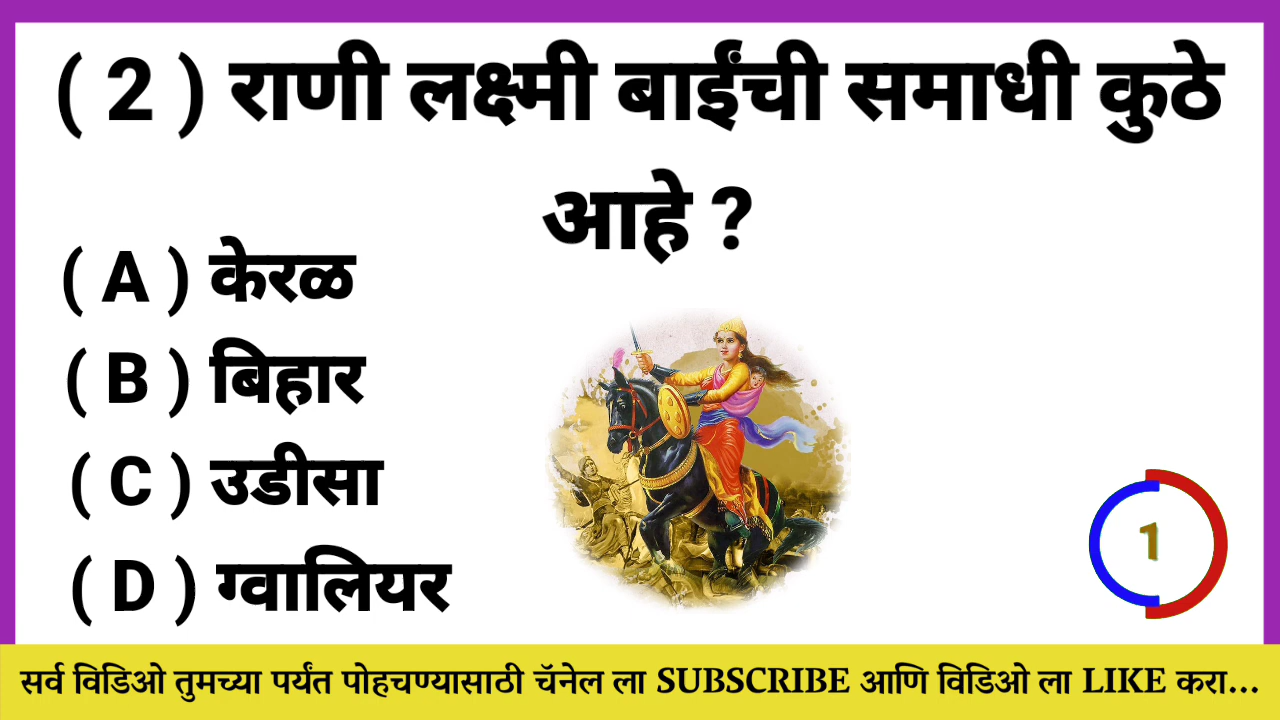 ( 2 ) राणी लक्ष्मी बाईंची समाधी कुठे
आहे ?
( A ) केरळ
( B ) बिहार
( C ) उडीसा
( D ) ग्वालियर
1
सर्व विडिओ तुमच्या पर्यंत पोहचण्यासाठी चॅनेल ला SUBSCRIBE आणि विडिओ ला LIKE करा...